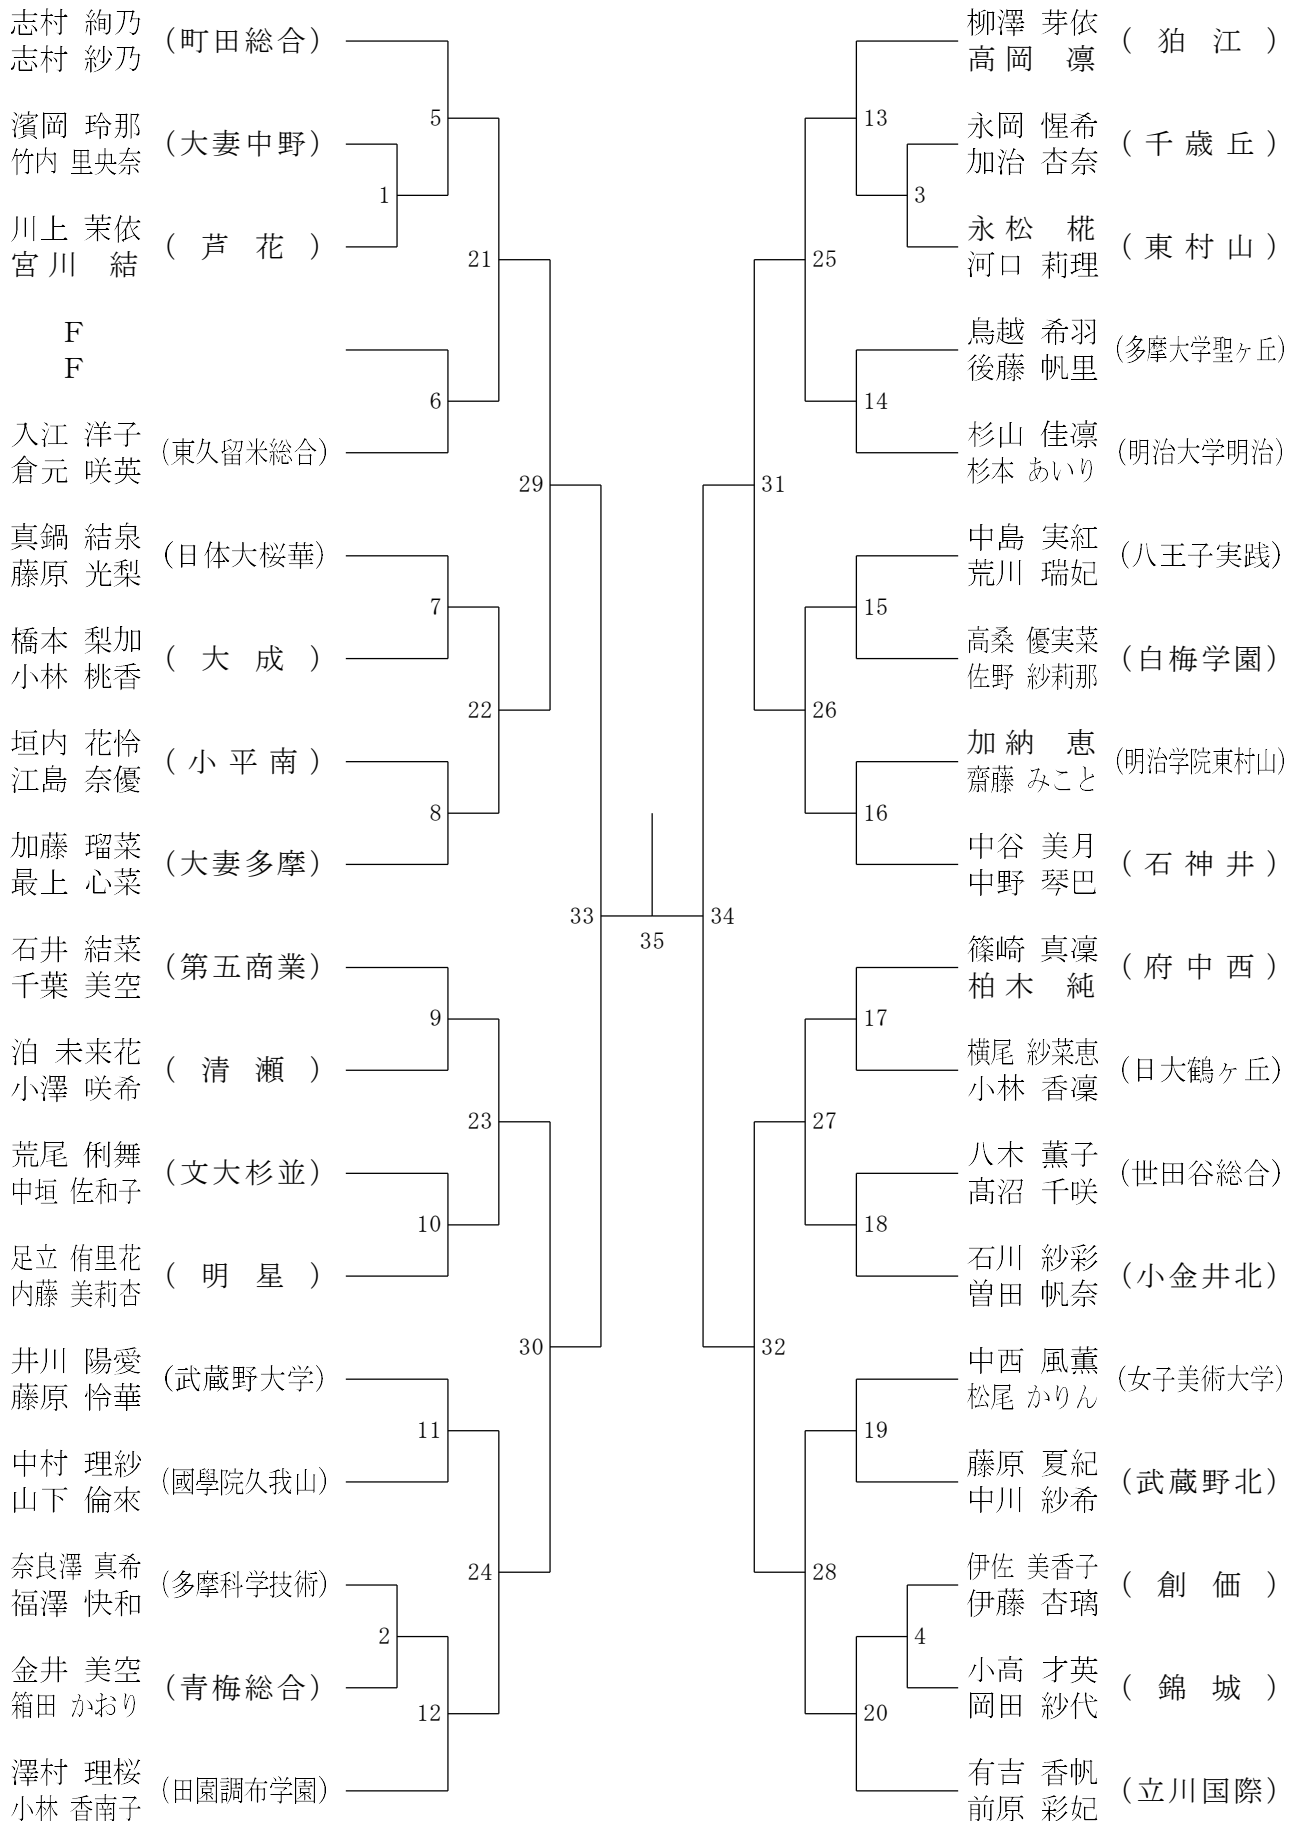 志村 絢乃
志村 紗乃
(町田総合)
濱岡 玲那
竹内 里央奈
(大妻中野)
川上 茉依
宮川 結
(芦花)
F
F
入江 洋子
倉元 咲英
(東久留米総合)
真鍋 結泉
藤原 光梨
(日体大桜華)
橋本 梨加
小林 桃香
(大成)
垣内 花怜
江島 奈優
(小平南)
加藤 瑠菜
最上 心菜
(大妻多摩)
石井 結菜
千葉 美空
(第五商業)
泊 未来花
小澤 咲希
(清瀬)
荒尾 俐舞
中垣 佐和子
(文大杉並)
足立 侑里花
内藤 美莉杏
(明星)
井川 陽愛
藤原 怜華
(武蔵野大学)
中村 理紗
山下 倫來
(國學院久我山)
奈良澤 真希
福澤 快和
(多摩科学技術)
金井 美空
箱田 かおり
(青梅総合)
澤村 理桜
小林 香南子
(田園調布学園)
1
2
5
6
7
8
9
10
11
12
21
22
23
24
29
30
33
35
34
31
32
25
26
27
28
13
14
15
16
17
18
19
20
3
4
柳澤 芽依
高岡 凛
(狛江)
永岡 惺希
加治 杏奈
(千歳丘)
永松 椛
河口 莉理
(東村山)
鳥越 希羽
後藤 帆里
(多摩大学聖ヶ丘)
杉山 佳凛
杉本 あいり
(明治大学明治)
中島 実紅
荒川 瑞妃
(八王子実践)
高桑 優実菜
佐野 紗莉那
(白梅学園)
加納 恵
齋藤 みこと
(明治学院東村山)
中谷 美月
中野 琴巴
(石神井)
篠崎 真凜
柏木 純
(府中西)
横尾 紗菜恵
小林 香凜
(日大鶴ヶ丘)
八木 薫子
髙沼 千咲
(世田谷総合)
石川 紗彩
曽田 帆奈
(小金井北)
中西 風薫
松尾 かりん
(女子美術大学)
藤原 夏紀
中川 紗希
(武蔵野北)
伊佐 美香子
伊藤 杏璃
(創価)
小高 才英
岡田 紗代
(錦城)
有吉 香帆
前原 彩妃
(立川国際)